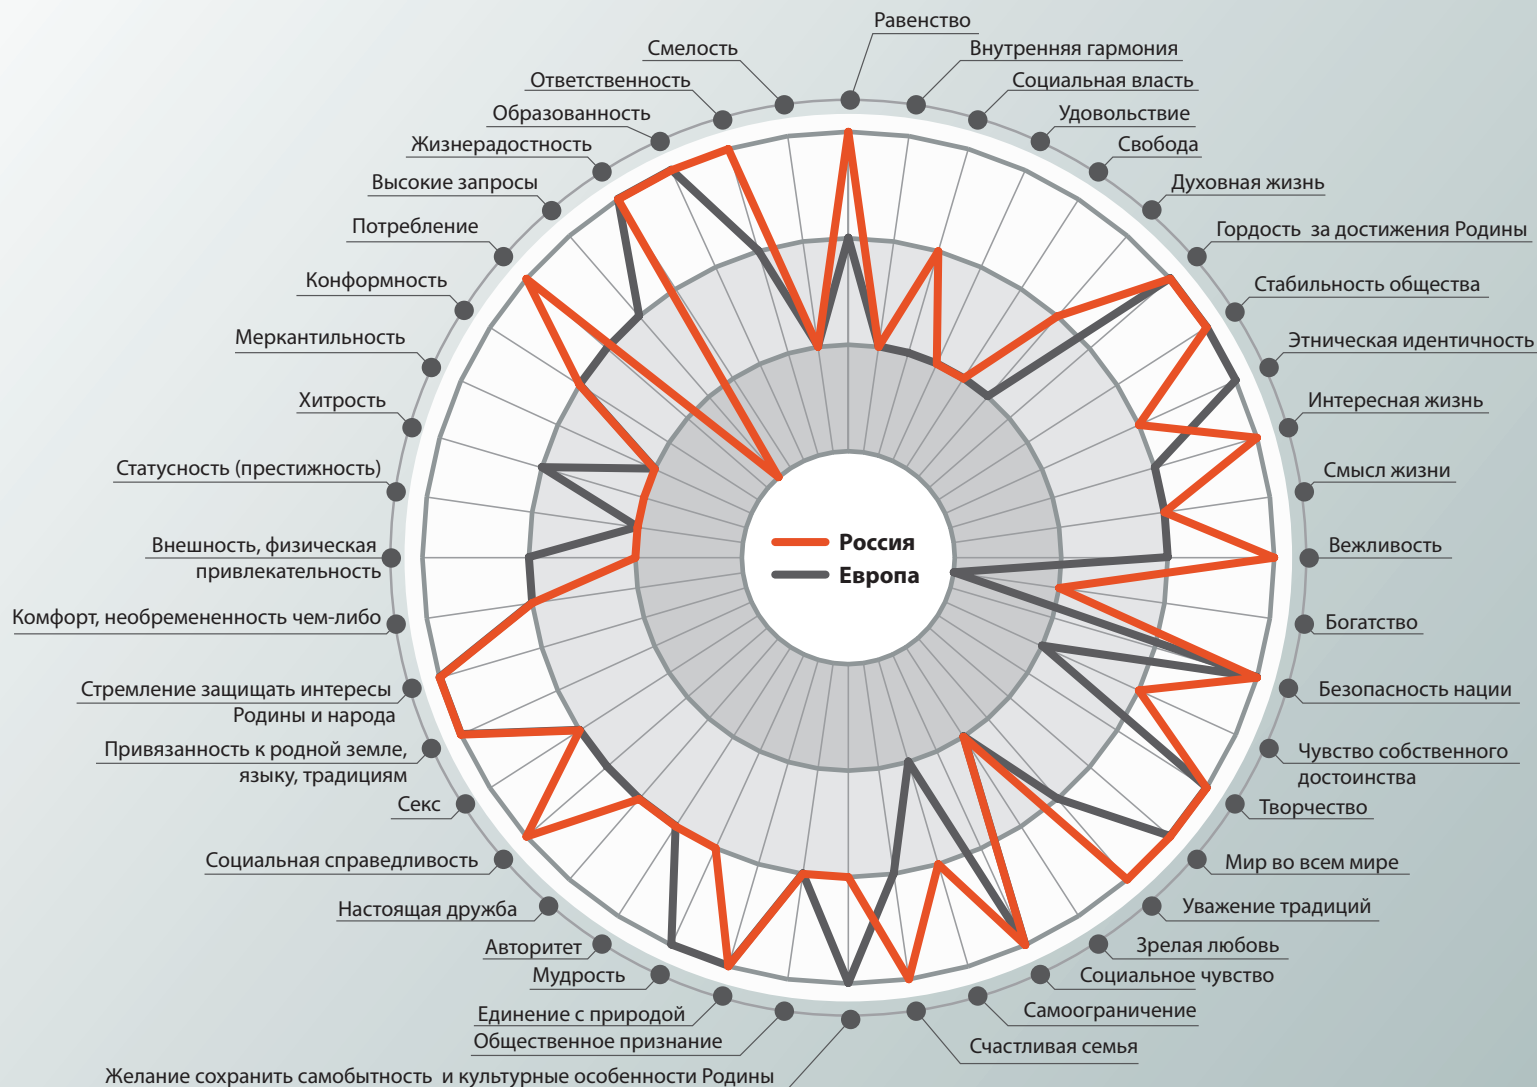 Равенство
Внутренняя гармония
Социальная власть
Удовольствие
Свобода
Духовная жизнь
Гордость за достижения Родины
Стабильность общества
Этническая идентичность
Интересная жизнь
Смысл жизни
Вежливость
Богатство
Безопасность нации
Чувство собственного
достоинства
Творчество
Мир во всем мире
Уважение традиций
Зрелая любовь
Социальное чувство
Самоограничение
Счастливая семья
Желание сохранить самобытность и культурные особенности Родины
Общественное признание
Единение с природой
Мудрость
Авторитет
Настоящая дружба
Социальная справедливость
Секс
Привязанность к родной земле,
языку, традициям
Стремление защищать интересы
Родины и народа
Комфорт, необремененность чем-либо
Внешность, физическая
привлекательность
Статусность (престижность)
Хитрость
Меркантильность
Конформность
Потребление
Высокие запросы
Жизнерадостность
Образованность
Ответственность
Смелость
Россия
Европа